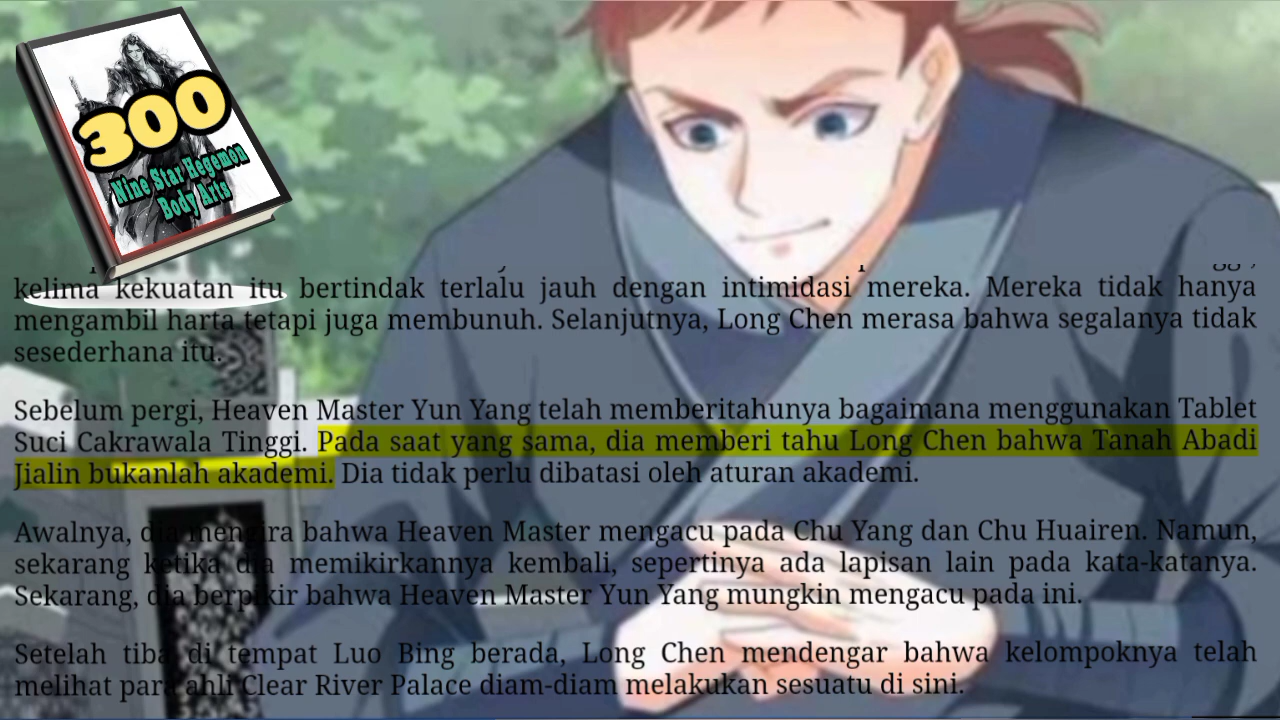 300
Nine Star Hegemon
Body Arts
kelima kekuatan itu bertindak terlalu jauh dengan intimidasi mereka. Mereka tidak hanya
mengambil harta tetapi juga membunuh. Selanjutnya, Long Chen merasa bahwa segalanya tidak
sesederhana itu.
Sebelum pergi, Heaven Master Yun Yang telah memberitahunya bagaimana menggunakan Tablet
Suci Cakrawala Tinggi. Pada saat yang sama, dia memberi tahu Long Chen bahwa Tanah Abadi
Jialin bukanlah akademi. Dia tidak perlu dibatasi oleh aturan akademi.
Awalnya, dia mengira bahwa Heaven Master mengacu pada Chu Yang dan Chu Huairen. Namun,
sekarang ketika dia memikirkannya kembali, sepertinya ada lapisan lain pada kata-katanya.
Sekarang, dia berpikir bahwa Heaven Master Yun Yang mungkin mengacu pada ini.
Setelah tiba di tempat Luo Bing berada, Long Chen mendengar bahwa kelompoknya telah
melihat para ahli Clear River Palace diam-diam melakukan sesuatu di sini.